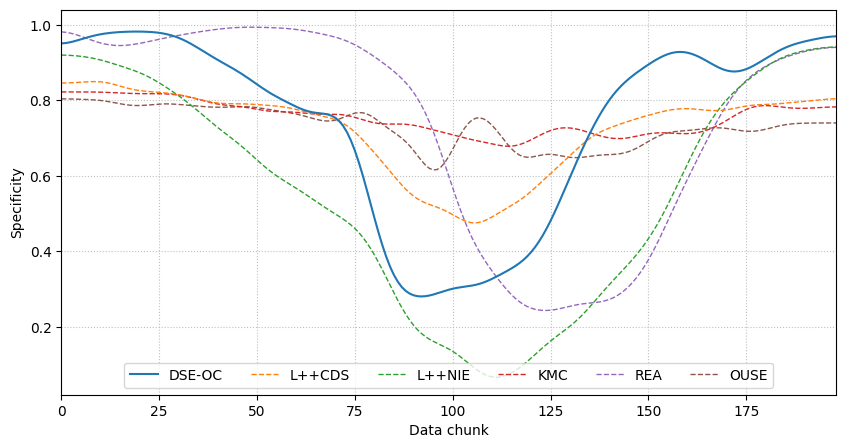 1.0
0.8
0.6
0.4
0.2
Specificity
0 25 50 75 100 125 150 175
Data chunk
DSE-OC L++CDS L++NIE KMC REA OUSE